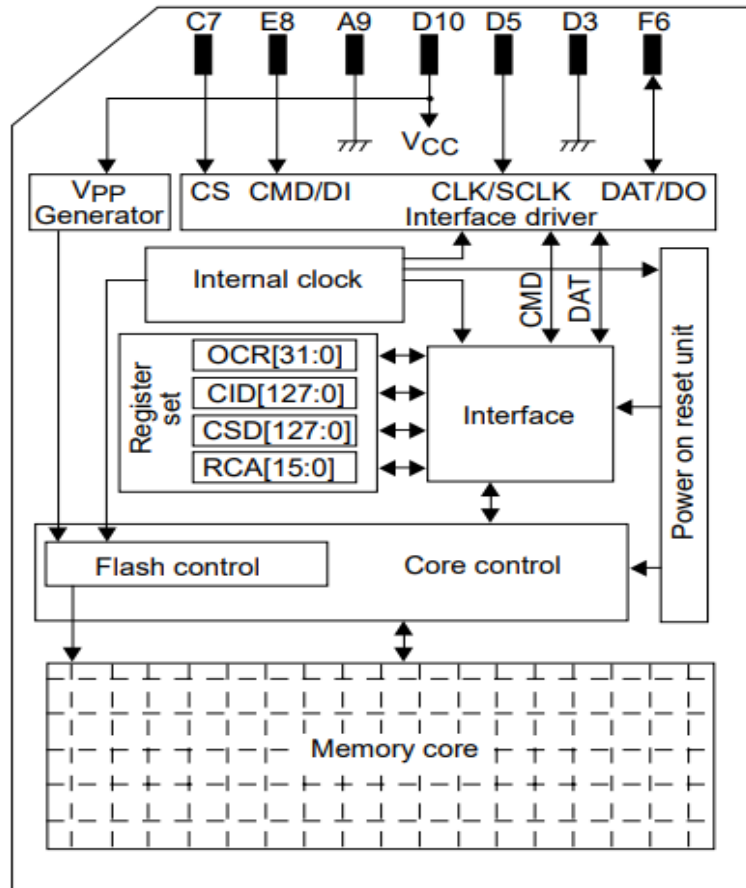 C7 E8 A9 D10 D5 D3 F6
VCC
VPP
Generator
CS CMD/DI CLK/SCLK DAT/DO
Interface driver
Internal clock
CMD
DAT
Register
set
OCR[31:0]
CID[127:0]
CSD[127:0]
RCA[15:0]
Interface
Power on reset unit
Flash control
Core control
Memory core